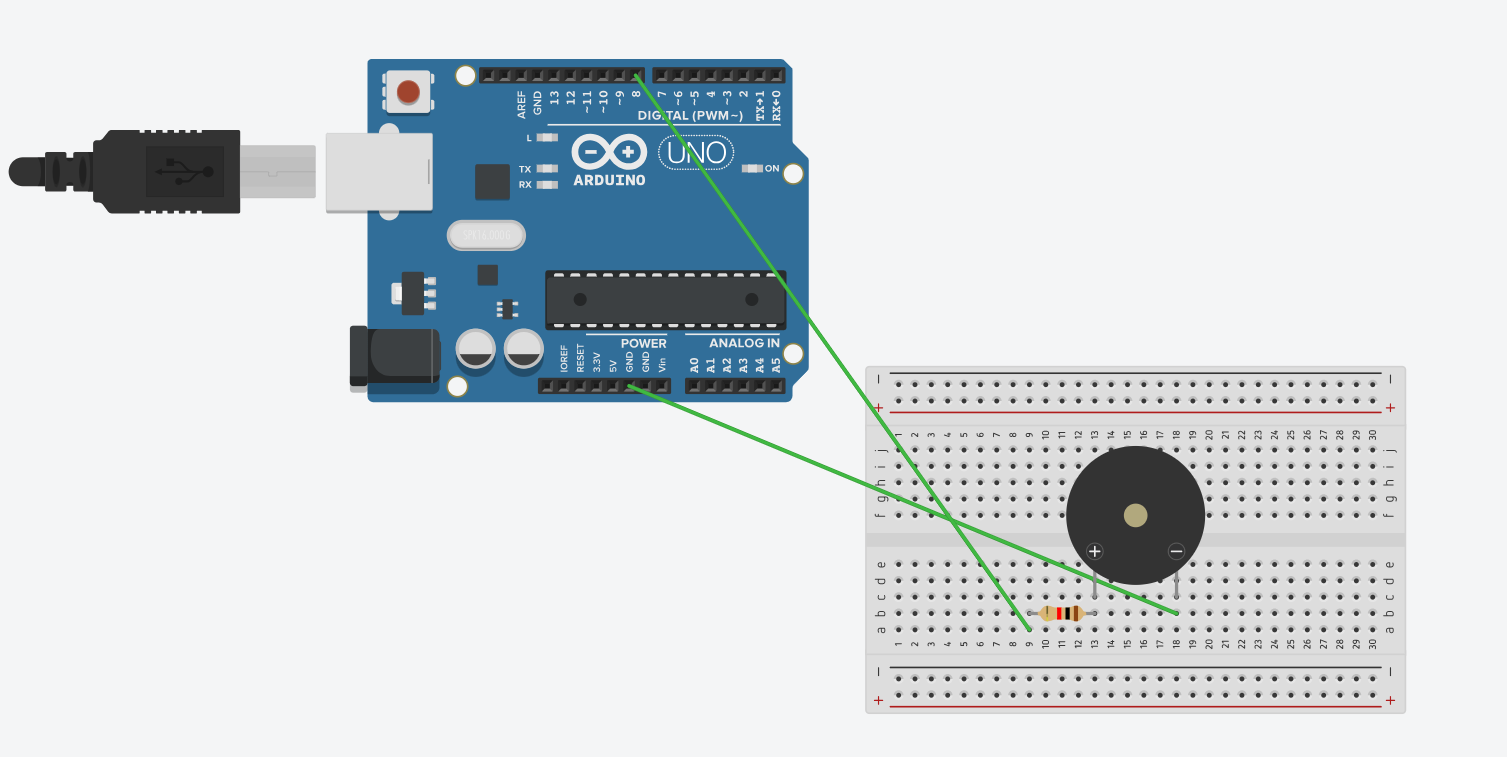 AREF GND 13 12 ~11 ~10 ~9 8 7 ~6 ~5 4 ~3 2 TX→1 RX←0
DIGITAL (PWM~)
L
TX
RX
UNO
ARDUINO
ON
POWER
ANALOG IN
IOREF RESET 3.3V 5V GND GND Vin A0 A1 A2 A3 A4 A5
− −
+ +
1 2 3 4 5 6 7 8 9 10 11 12 13 14 15 16 17 18 19 20 21 22 23 24 25 26 27 28 29 30
j j
i i
h h
g g
f f
+ −
e e
d d
c c
b b
a a
1 2 3 4 5 6 7 8 9 10 11 12 13 14 15 16 17 18 19 20 21 22 23 24 25 26 27 28 29 30
− −
+ +